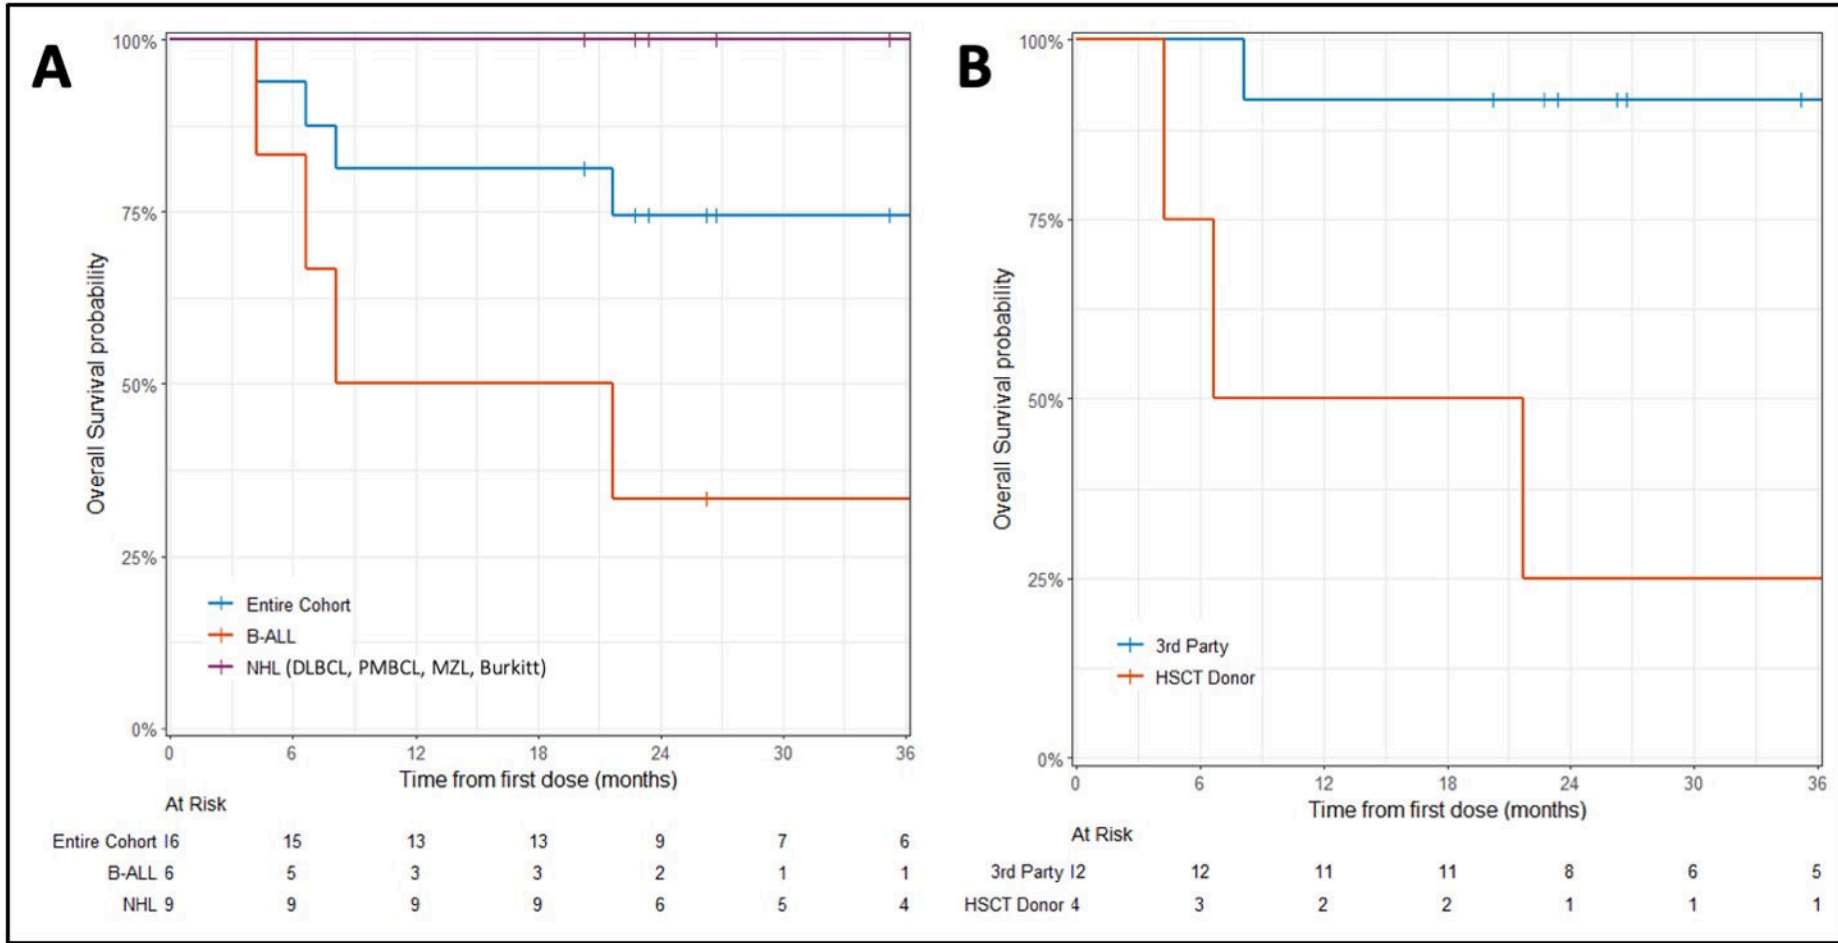 A
100%
75%
50%
25%
0%
Overall Survival probability
Entire Cohort
B-ALL
NHL (DLBCL, PMBCL, MZL, Burkitt)
0 6 12 18 24 30 36
Time from first dose (months)
At Risk
Entire Cohort 16 15 13 13 9 7 6
B-ALL 6 5 3 3 2 1 1
NHL 9 9 9 9 6 5 4
B
100%
75%
50%
25%
0%
Overall Survival probability
3rd Party
HSCT Donor
0 6 12 18 24 30 36
Time from first dose (months)
At Risk
3rd Party 12 12 11 11 8 6 5
HSCT Donor 4 3 2 2 1 1 1